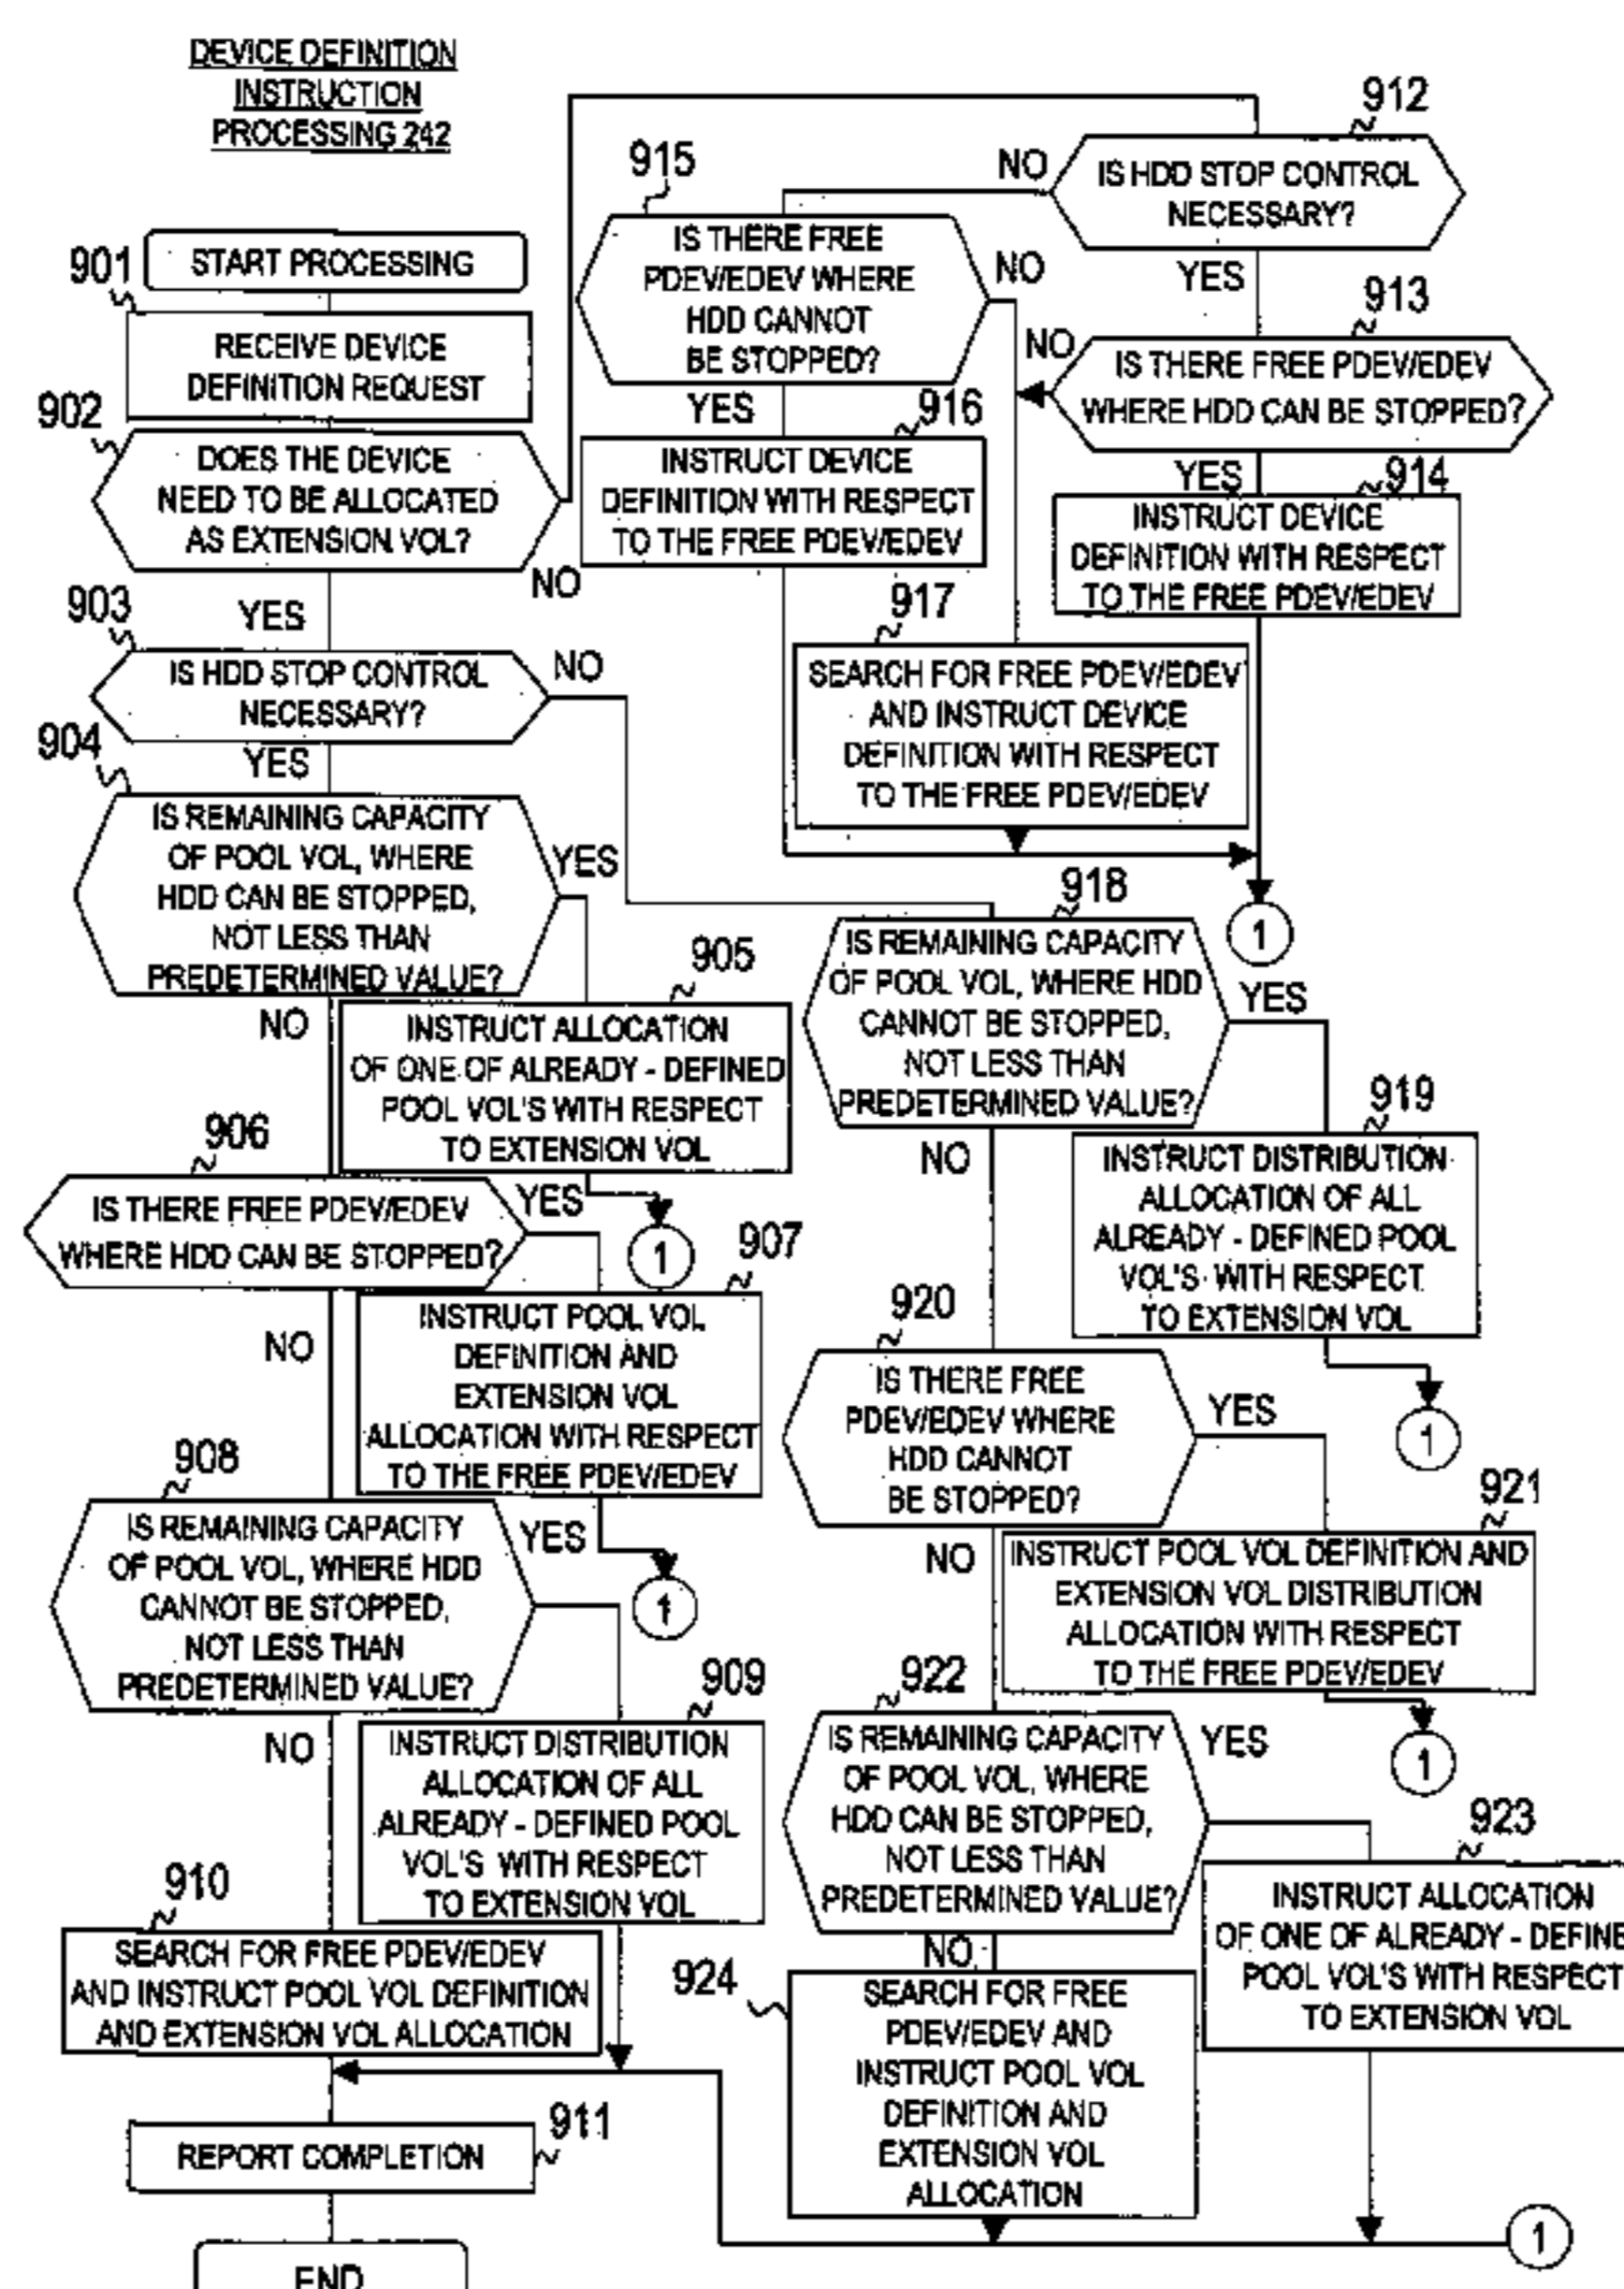 DEVICE DEFINITION
INSTRUCTION
PROCESSING 242
START PROCESSING
901
RECEIVE DEVICE
DEFINITION REQUEST
902
DOES THE DEVICE
NEED TO BE ALLOCATED
AS EXTENSION VOL?
NO
YES
903
IS HDD STOP CONTROL
NECESSARY?
NO
YES
904
IS REMAINING CAPACITY
OF POOL VOL, WHERE
HDD CAN BE STOPPED,
NOT LESS THAN
PREDETERMINED VALUE?
YES
NO
905
INSTRUCT ALLOCATION
OF ONE OF ALREADY - DEFINED
POOL VOL'S WITH RESPECT
TO EXTENSION VOL
1
906
IS THERE FREE PDEV/EDEV
WHERE HDD CAN BE STOPPED?
YES
NO
907
INSTRUCT POOL VOL
DEFINITION AND
EXTENSION VOL
ALLOCATION WITH RESPECT
TO THE FREE PDEV/EDEV
1
908
IS REMAINING CAPACITY
OF POOL VOL, WHERE HDD
CANNOT BE STOPPED,
NOT LESS THAN
PREDETERMINED VALUE?
YES
NO
909
INSTRUCT DISTRIBUTION
ALLOCATION OF ALL
ALREADY - DEFINED POOL
VOL'S WITH RESPECT
TO EXTENSION VOL
910
SEARCH FOR FREE PDEV/EDEV
AND INSTRUCT POOL VOL DEFINITION
AND EXTENSION VOL ALLOCATION
911
REPORT COMPLETION
END
912
IS HDD STOP CONTROL
NECESSARY?
NO
YES
913
IS THERE FREE PDEV/EDEV
WHERE HDD CAN BE STOPPED?
NO
YES
914
INSTRUCT DEVICE
DEFINITION WITH RESPECT
TO THE FREE PDEV/EDEV
915
IS THERE FREE
PDEV/EDEV WHERE
HDD CANNOT
BE STOPPED?
NO
YES
916
INSTRUCT DEVICE
DEFINITION WITH RESPECT
TO THE FREE PDEV/EDEV
917
SEARCH FOR FREE PDEV/EDEV
AND INSTRUCT DEVICE
DEFINITION WITH RESPECT
TO THE FREE PDEV/EDEV
1
918
IS REMAINING CAPACITY
OF POOL VOL, WHERE HDD
CANNOT BE STOPPED,
NOT LESS THAN
PREDETERMINED VALUE?
YES
NO
919
INSTRUCT DISTRIBUTION
ALLOCATION OF ALL
ALREADY - DEFINED POOL
VOL'S WITH RESPECT
TO EXTENSION VOL
1
920
IS THERE FREE
PDEV/EDEV WHERE
HDD CANNOT
BE STOPPED?
YES
NO
921
INSTRUCT POOL VOL DEFINITION AND
EXTENSION VOL DISTRIBUTION
ALLOCATION WITH RESPECT
TO THE FREE PDEV/EDEV
1
922
IS REMAINING CAPACITY
OF POOL VOL, WHERE
HDD CAN BE STOPPED,
NOT LESS THAN
PREDETERMINED VALUE?
YES
NO
923
INSTRUCT ALLOCATION
OF ONE OF ALREADY - DEFINE
POOL VOL'S WITH RESPECT
TO EXTENSION VOL
924
SEARCH FOR FREE
PDEV/EDEV AND
INSTRUCT POOL VOL
DEFINITION AND
EXTENSION VOL
ALLOCATION
1